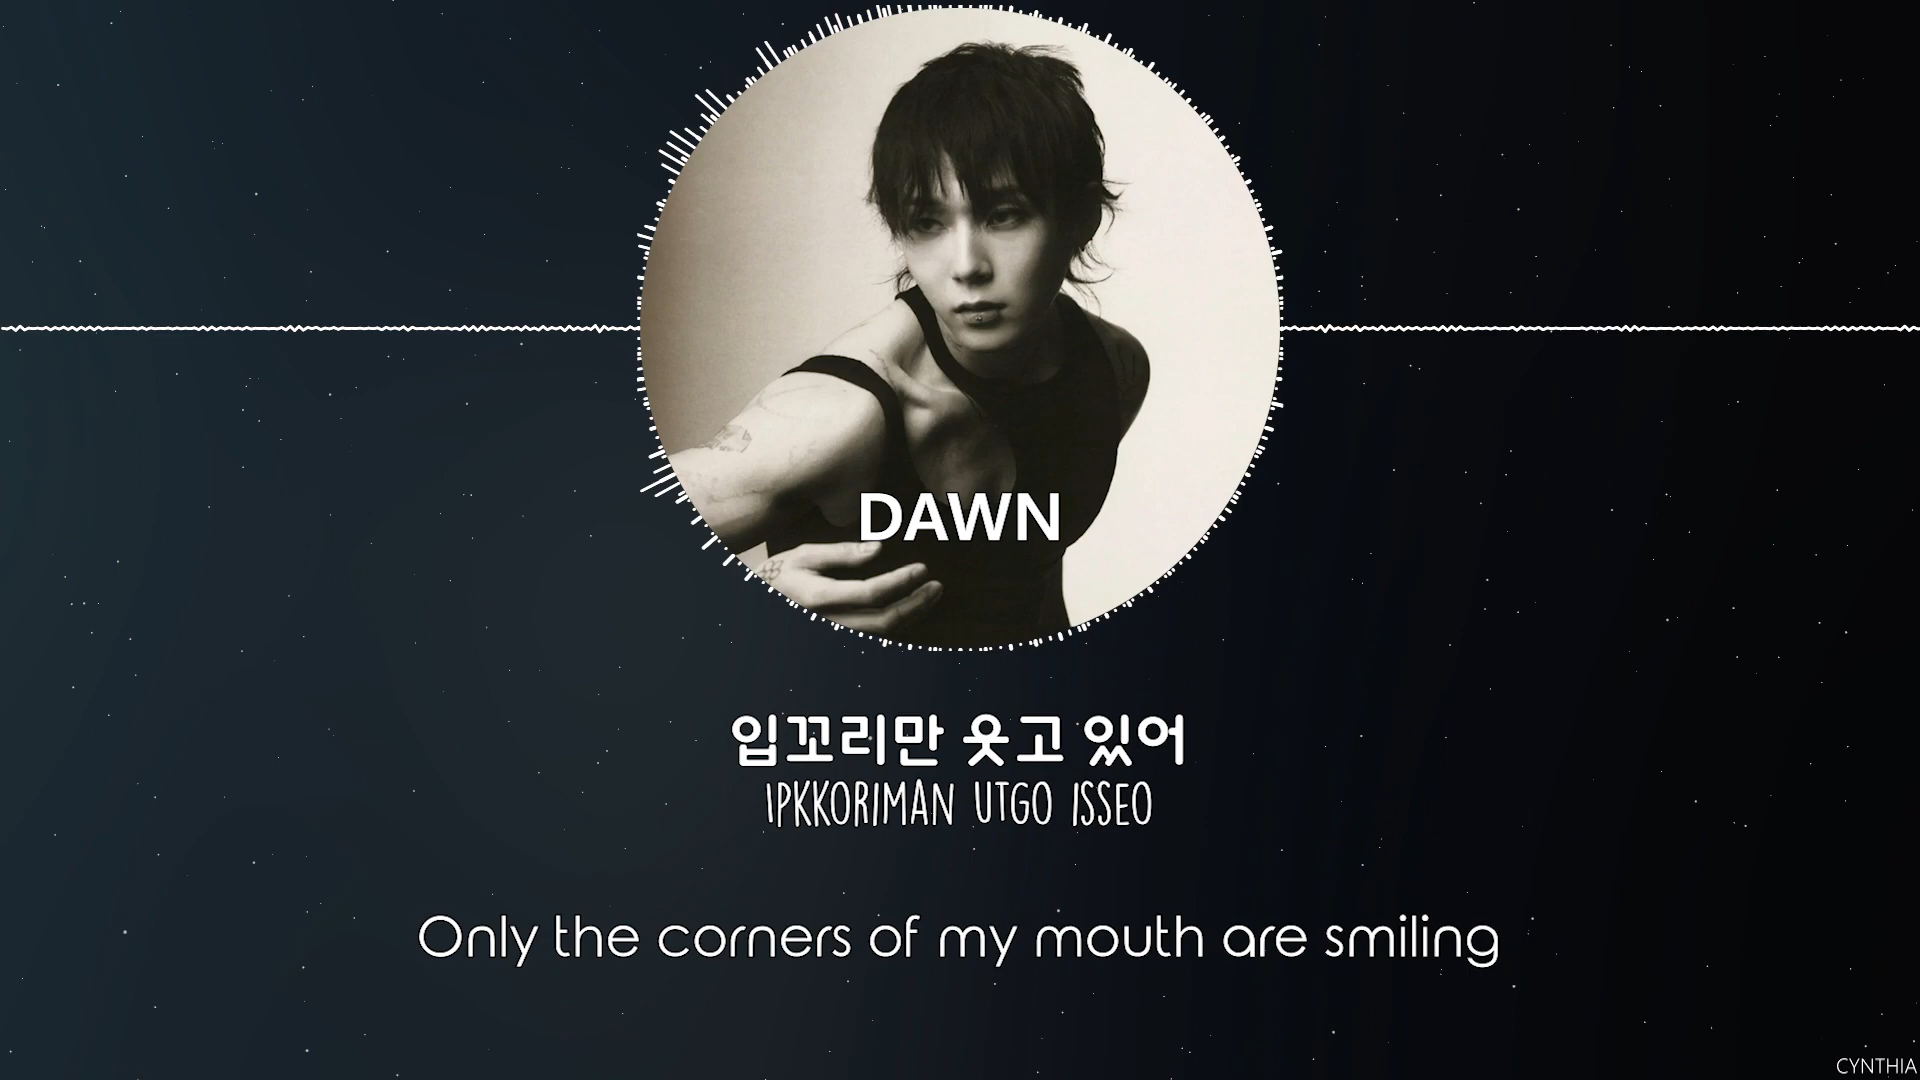 DAWN
입꼬리만 웃고 있어
IPKKORIMAN UTGO ISSEO
Only the corners of my mouth are smiling
CYNTHIA